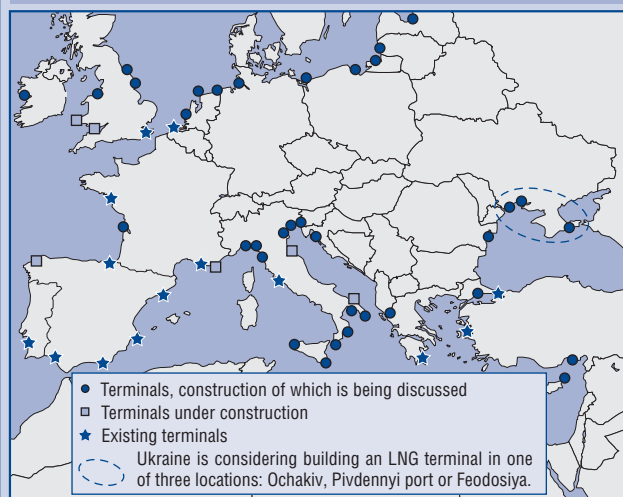 Terminals, construction of which is being discussed
Terminals under construction
Existing terminals
Ukraine is considering building an LNG terminal in one
of three locations: Ochakiv, Pivdennyi port or Feodosiya.